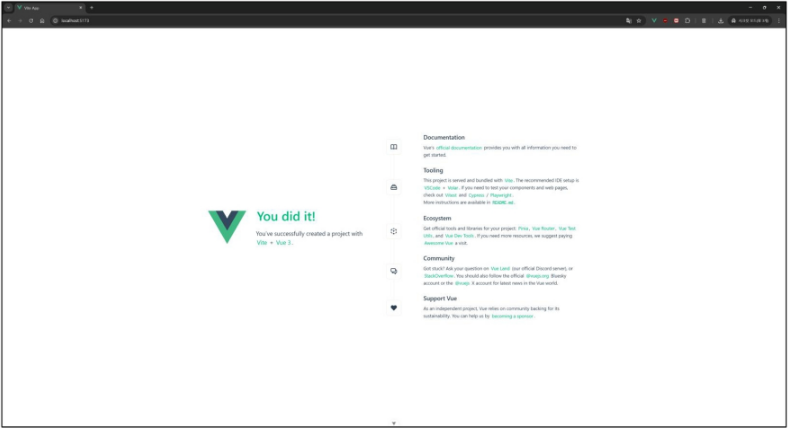 Vite App
localhost:5173
You did it!
You've successfully created a project with
Vite + Vue 3.
Documentation
Vue's official documentation provides you with all information you need to
get started.
Tooling
This project is served and bundled with Vite. The recommended IDE setup is
VSCode + Volar. If you need to test your components and web pages,
check out Vitest and Cypress / Playwright.
More instructions are available in README.md.
Ecosystem
Get official tools and libraries for your project: Pinia, Vue Router, Vue Test
Utils, and Vue Dev Tools. If you need more resources, we suggest paying
Awesome Vue a visit.
Community
Got stuck? Ask your question on Vue Land (our official Discord server), or
StackOverflow. You should also follow the official @vuejs.org Bluesky
account or the @vuejs X account for latest news in the Vue world.
Support Vue
As an independent project, Vue relies on community backing for its
sustainability. You can help us by becoming a sponsor.